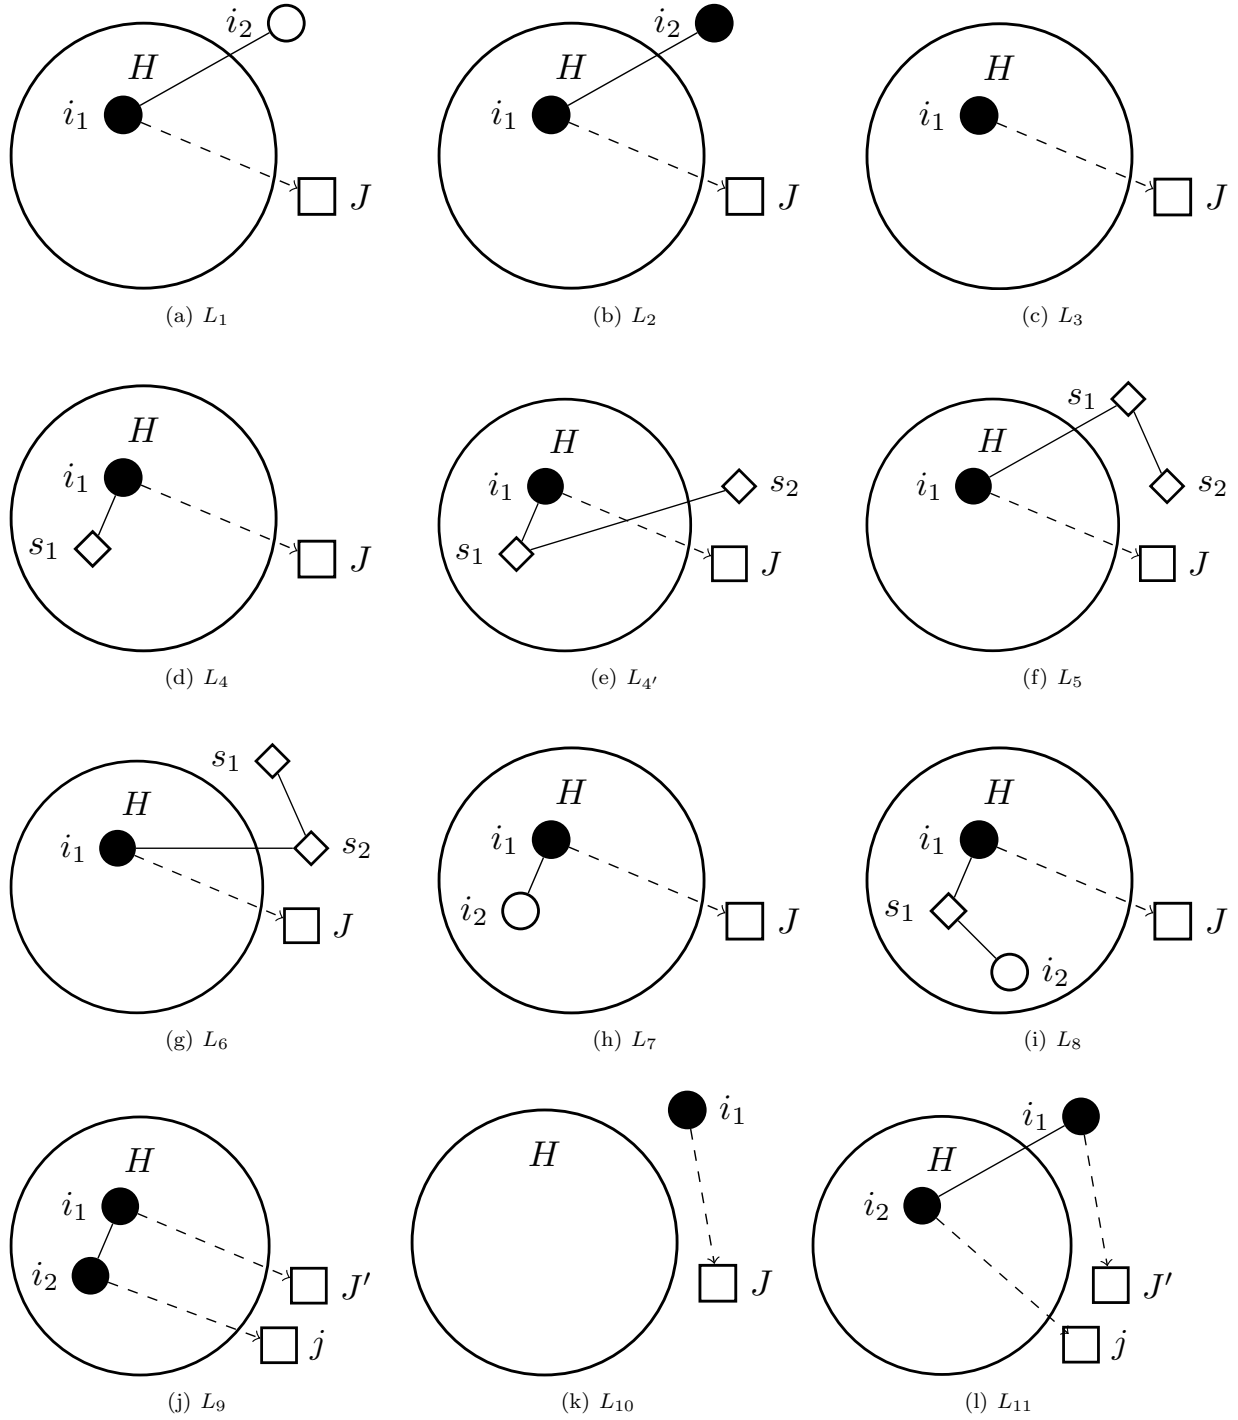 i₂ i₂
H H H
i₁ i₁ i₁
J J J
(a) L₁ (b) L₂ (c) L₃
s₁
H H H
i₁ i₁ i₁ s₂ s₂
s₁ s₁
J J J
(d) L₄ (e) L₄′ (f) L₅
s₁
H H H
i₁ s₂ i₁ i₁
i₂ s₁
J J J
i₂
(g) L₆ (h) L₇ (i) L₈
i₁ i₁
H H H
i₁ i₂
i₂ J′ J J′
j j
(j) L₉ (k) L₁₀ (l) L₁₁